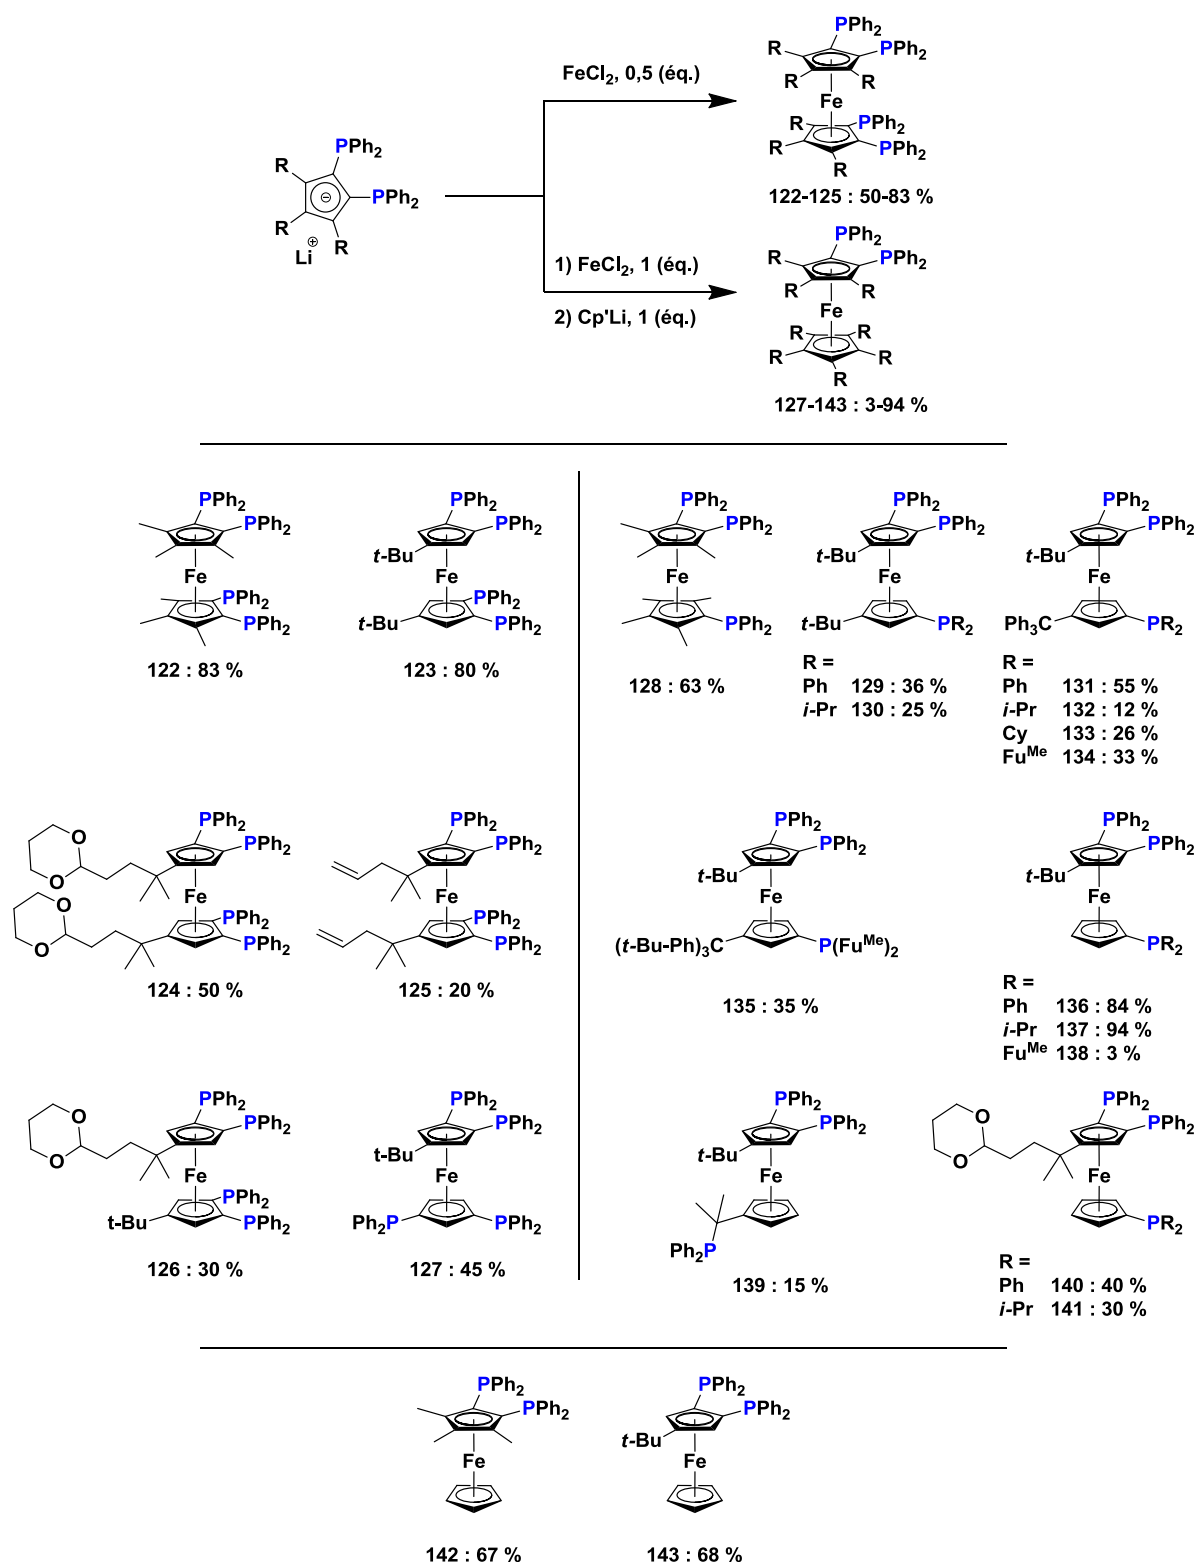 PPh2
R
PPh2
R
R
FeCl2, 0,5 (éq.)
Fe
PPh2
R
PPh2
R
R
PPh2
R
PPh2
R
R
Li⊕
⊖
122-125 : 50-83 %
PPh2
R
PPh2
R
R
1) FeCl2, 1 (éq.)
Fe
2) Cp'Li, 1 (éq.)
R
R
R
R
R
127-143 : 3-94 %
PPh2
PPh2
Fe
PPh2
PPh2
122 : 83 %
PPh2
PPh2
t-Bu
Fe
PPh2
t-Bu
PPh2
123 : 80 %
PPh2
PPh2
Fe
PPh2
128 : 63 %
PPh2
PPh2
t-Bu
Fe
t-Bu
PR2
R =
Ph 129 : 36 %
i-Pr 130 : 25 %
PPh2
PPh2
t-Bu
Fe
Ph3C
PR2
R =
Ph 131 : 55 %
i-Pr 132 : 12 %
Cy 133 : 26 %
FuMe 134 : 33 %
PPh2
PPh2
O
O
Fe
O
O
PPh2
PPh2
124 : 50 %
PPh2
PPh2
Fe
PPh2
PPh2
125 : 20 %
PPh2
PPh2
t-Bu
Fe
(t-Bu-Ph)3C
P(FuMe)2
135 : 35 %
PPh2
PPh2
t-Bu
Fe
PR2
R =
Ph 136 : 84 %
i-Pr 137 : 94 %
FuMe 138 : 3 %
PPh2
PPh2
O
O
Fe
PPh2
t-Bu
PPh2
126 : 30 %
PPh2
PPh2
t-Bu
Fe
Ph2P
PPh2
127 : 45 %
PPh2
PPh2
t-Bu
Fe
Ph2P
139 : 15 %
PPh2
PPh2
O
O
Fe
PR2
R =
Ph 140 : 40 %
i-Pr 141 : 30 %
PPh2
PPh2
Fe
142 : 67 %
PPh2
PPh2
t-Bu
Fe
143 : 68 %